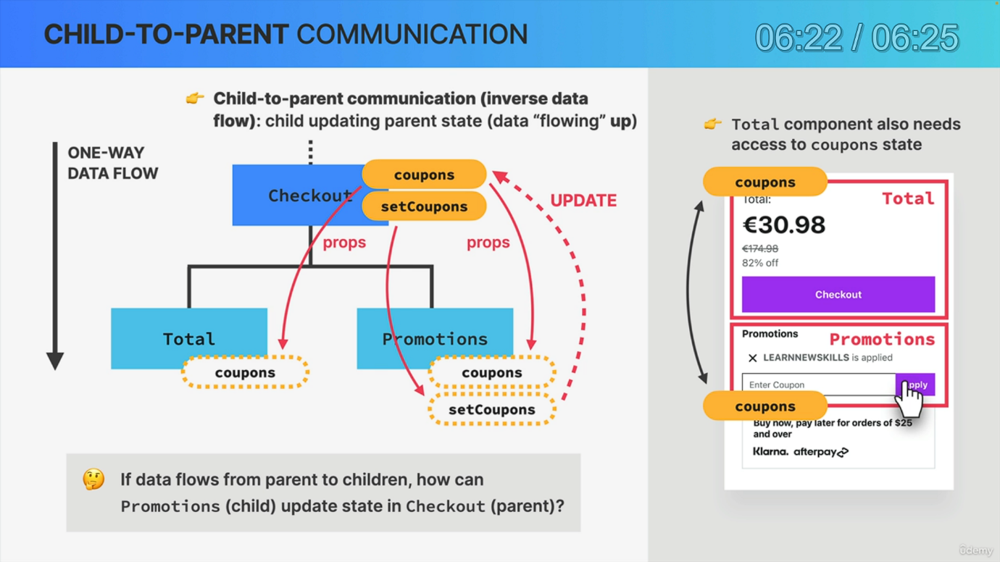 CHILD-TO-PARENT COMMUNICATION
06:22 / 06:25
👉 Child-to-parent communication (inverse data
flow): child updating parent state (data “flowing” up)
ONE-WAY
DATA FLOW
Checkout
coupons
setCoupons
UPDATE
props
props
Total
coupons
Promotions
coupons
setCoupons
🤔 If data flows from parent to children, how can
Promotions (child) update state in Checkout (parent)?
👉 Total component also needs
access to coupons state
coupons
Total:
Total
€30.98
€174.98
82% off
Checkout
Promotions
Promotions
LEARNNEWSKILLS is applied
Enter Coupon
coupons
Buy now, pay later for orders of $25
and over
Klarna. afterpay
ûdemy